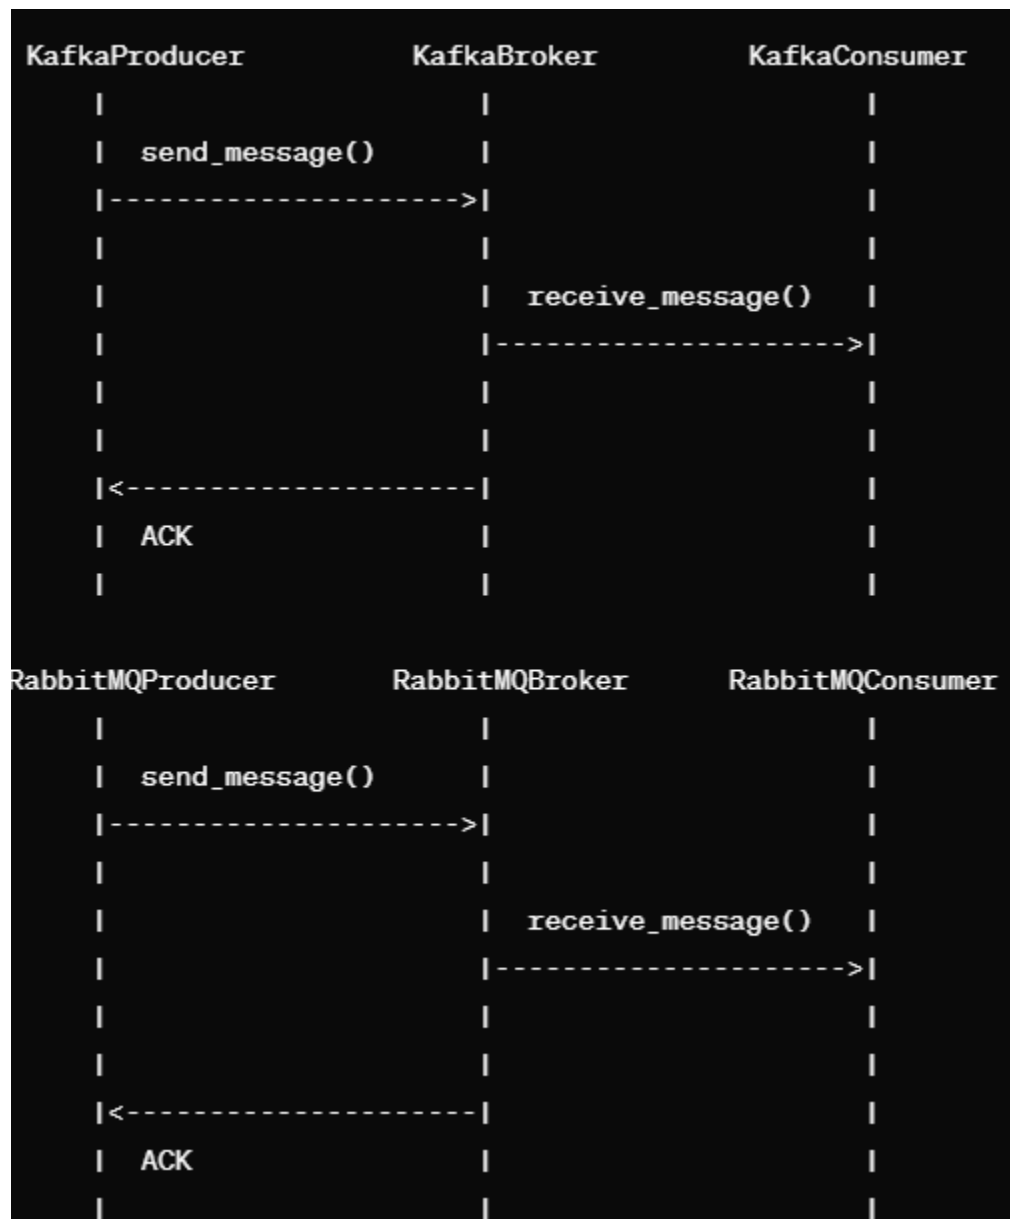 KafkaProducer             KafkaBroker            KafkaConsumer
     |                             |                             |
     |   send_message()        |                             |
     |---------------------->|                             |
     |                             |                             |
     |                             |   receive_message()    |
     |                             |---------------------->|
     |                             |                             |
     |                             |                             |
     |<----------------------|                             |
     |   ACK                      |                             |
     |                             |                             |
RabbitMQProducer         RabbitMQBroker        RabbitMQConsumer
     |                             |                             |
     |   send_message()        |                             |
     |---------------------->|                             |
     |                             |                             |
     |                             |   receive_message()    |
     |                             |---------------------->|
     |                             |                             |
     |                             |                             |
     |<----------------------|                             |
     |   ACK                      |                             |
     |                             |                             |